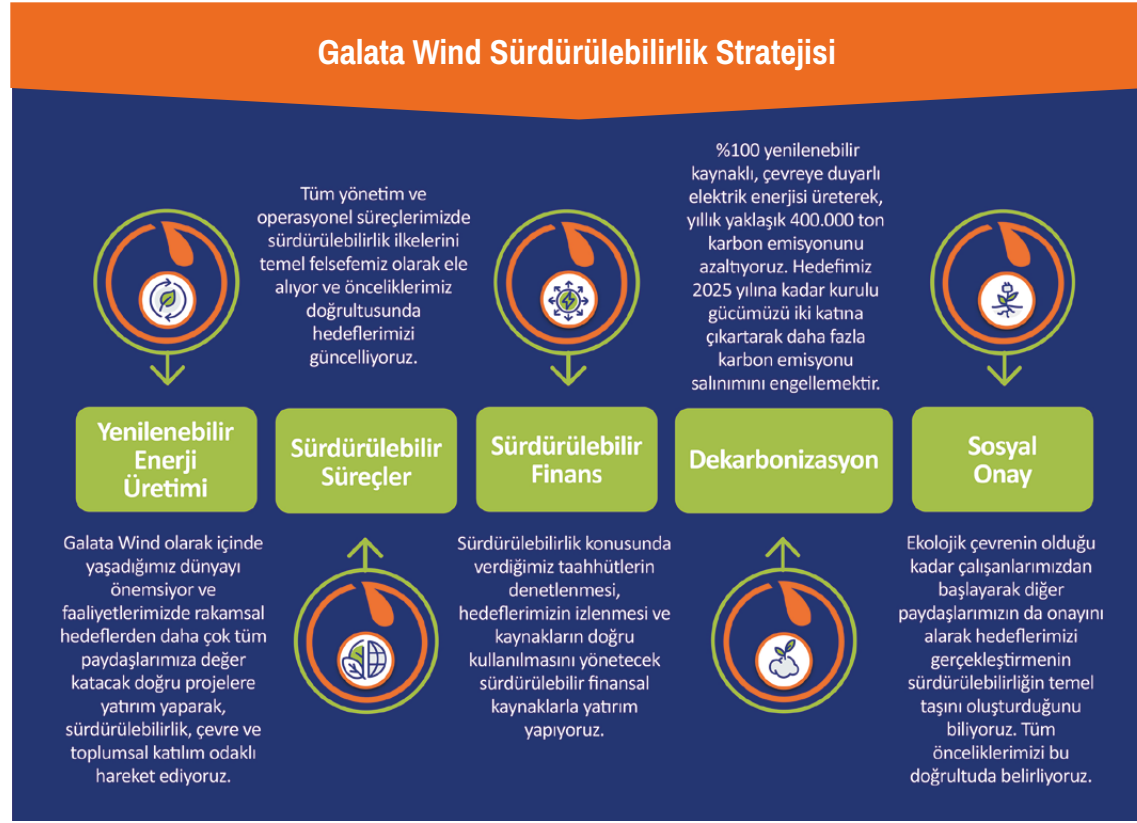 Galata Wind Sürdürülebilirlik Stratejisi
Yenilenebilir
Enerji
Üretimi
Galata Wind olarak içinde
yaşadığımız dünyayı
önemsiyor ve
faaliyetlerimizde rakamsal
hedeflerden daha çok tüm
paydaşlarımıza değer
katacak doğru projelere
yatırım yaparak,
sürdürülebilirlik, çevre ve
toplumsal katılım odaklı
hareket ediyoruz.
Tüm yönetim ve
operasyonel süreçlerimizde
sürdürülebilirlik ilkelerini
temel felsefemiz olarak ele
alıyor ve önceliklerimiz
doğrultusunda
hedeflerimizi
güncelliyoruz.
Sürdürülebilir
Süreçler
Sürdürülebilir
Finans
Sürdürülebilirlik konusunda
verdiğimiz taahhütlerin
denetlenmesi,
hedeflerimizin izlenmesi ve
kaynakların doğru
kullanılmasını yönetecek
sürdürülebilir finansal
kaynaklarla yatırım
yapıyoruz.
%100 yenilenebilir
kaynaklı, çevreye duyarlı
elektrik enerjisi üreterek,
yıllık yaklaşık 400.000 ton
karbon emisyonunu
azaltıyoruz. Hedefimiz
2025 yılına kadar kurulu
gücümüzü iki katına
çıkartarak daha fazla
karbon emisyonu
salınımını engellemektir.
Dekarbonizasyon
Sosyal
Onay
Ekolojik çevrenin olduğu
kadar çalışanlarımızdan
başlayarak diğer
paydaşlarımızın da onayını
alarak hedeflerimizi
gerçekleştirmenin
sürdürülebilirliğin temel
taşını oluşturduğunu
biliyoruz. Tüm
önceliklerimizi bu
doğrultuda belirliyoruz.